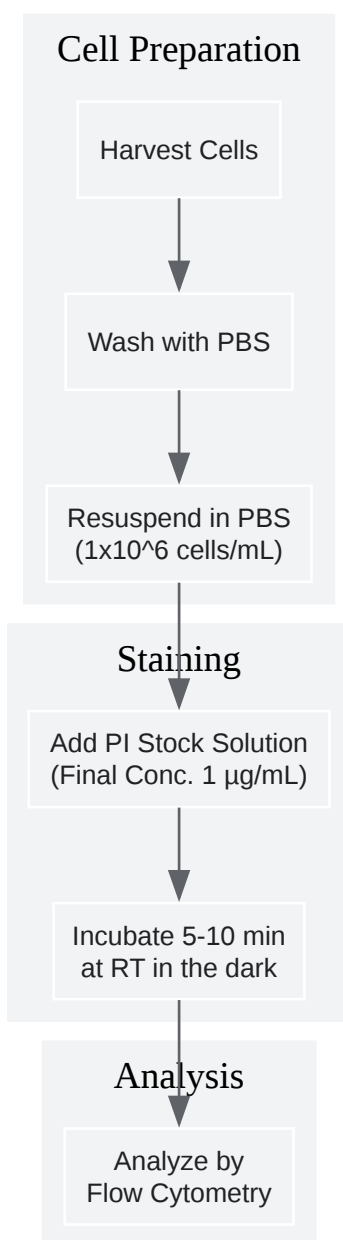 Cell Preparation
Harvest Cells
Wash with PBS
Resuspend in PBS
(1x10^6 cells/mL)
Staining
Add PI Stock Solution
(Final Conc. 1 µg/mL)
Incubate 5-10 min
at RT in the dark
Analysis
Analyze by
Flow Cytometry